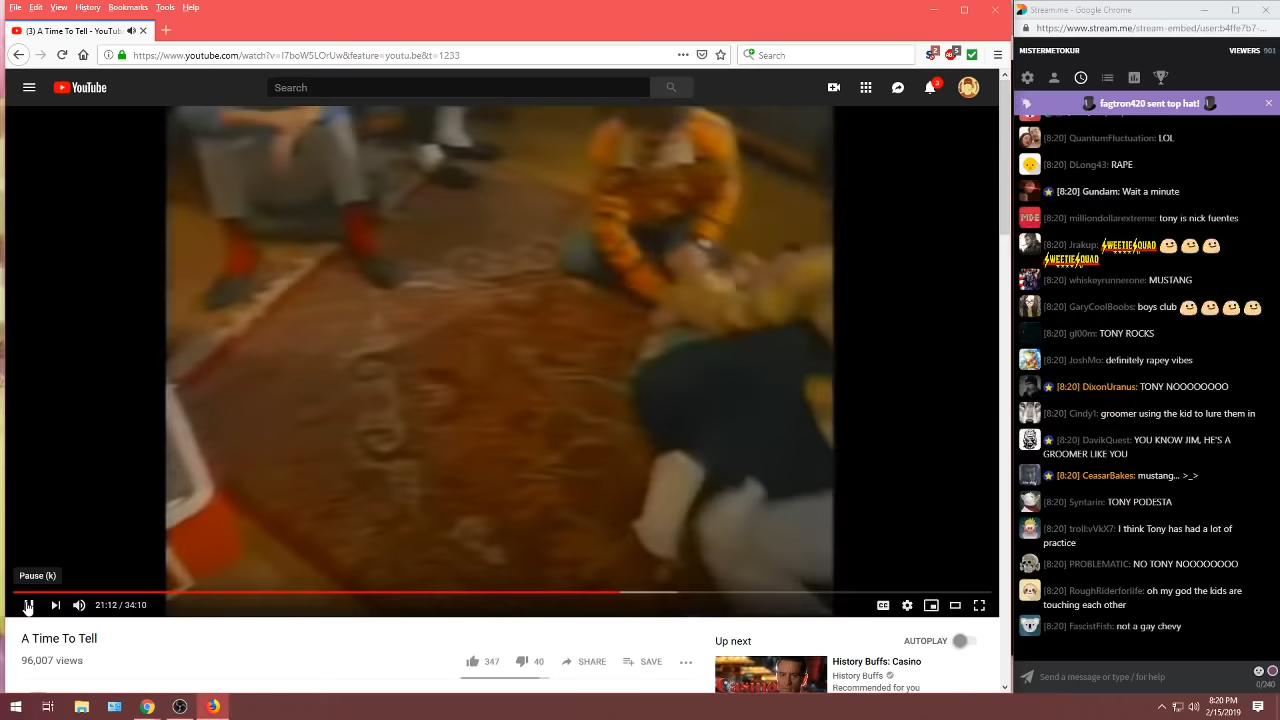 File Edit View History Bookmarks Tools Help
(3) A Time To Tell - YouTub
https://www.youtube.com/watch?v=I7boW5LOrUw&feature=youtu.be&t=1233
Search
2
5
YouTube
Search
3
Pause (k)
21:12 / 34:10
A Time To Tell
96,007 views
347
40
SHARE
SAVE
Up next
AUTOPLAY
History Buffs: Casino
History Buffs
Recommended for you
Casino
Stream.me - Google Chrome
https://www.stream.me/stream-embed/user:b4ffe7b7-...
MISTERMETOKUR
VIEWERS 901
fagtron420 sent top hat!
[8:20] QuantumFluctuation: LOL
[8:20] DLong43: RAPE
[8:20] Gundam: Wait a minute
MDE
[8:20] milliondollarextreme: tony is nick fuentes
[8:20] Jrakup: SWEETIESQUAD
SWEETIESQUAD
[8:20] whiskeyrunnerone: MUSTANG
[8:20] GaryCoolBoobs: boys club
[8:20] gl00m: TONY ROCKS
[8:20] JoshMo: definitely rapey vibes
[8:20] DixonUranus: TONY NOOOOOOOO
[8:20] Cindy1: groomer using the kid to lure them in
[8:20] DavikQuest: YOU KNOW JIM, HE'S A
GROOMER LIKE YOU
[8:20] CeasarBakes: mustang... >_>
[8:20] Syntarin: TONY PODESTA
[8:20] troll:vVkX7: I think Tony has had a lot of
practice
[8:20] PROBLEMATIC: NO TONY NOOOOOOOO
[8:20] RoughRiderforlife: oh my god the kids are
touching each other
[8:20] FascistFish: not a gay chevy
Send a message or type / for help
0/240
8:20 PM
2/15/2019